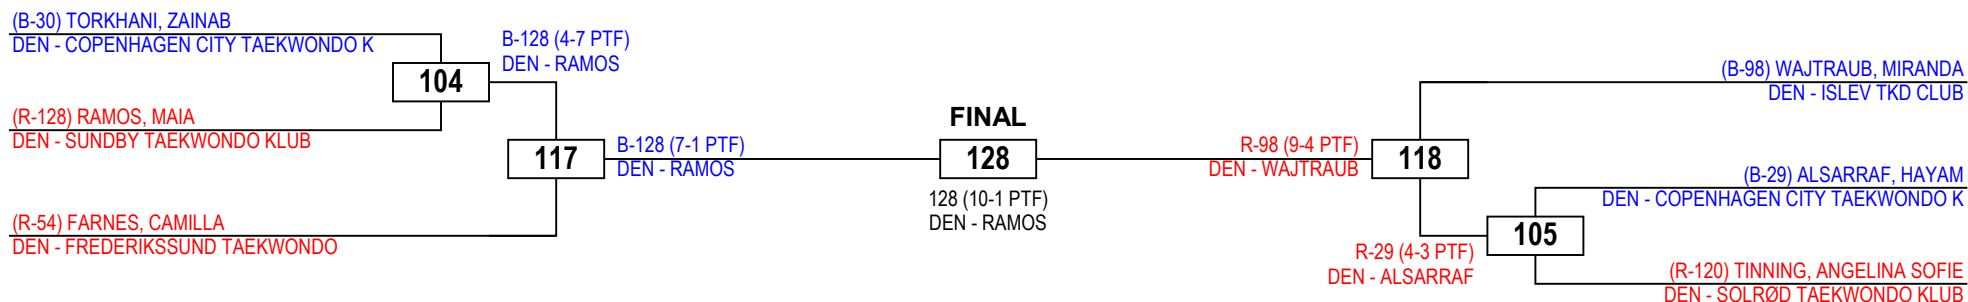 (B-30) TORKHANI, ZAINAB
DEN - COPENHAGEN CITY TAEKWONDO K
B-128 (4-7 PTF)
DEN - RAMOS
104
(R-128) RAMOS, MAIA
DEN - SUNDBY TAEKWONDO KLUB
117
B-128 (7-1 PTF)
DEN - RAMOS
(R-54) FARNES, CAMILLA
DEN - FREDERIKSSUND TAEKWONDO
FINAL
128
128 (10-1 PTF)
DEN - RAMOS
(B-98) WAJTRAUB, MIRANDA
DEN - ISLEV TKD CLUB
R-98 (9-4 PTF)
DEN - WAJTRAUB
118
(B-29) ALSARRAF, HAYAM
DEN - COPENHAGEN CITY TAEKWONDO K
105
R-29 (4-3 PTF)
DEN - ALSARRAF
(R-120) TINNING, ANGELINA SOFIE
DEN - SOLRØD TAEKWONDO KLUB